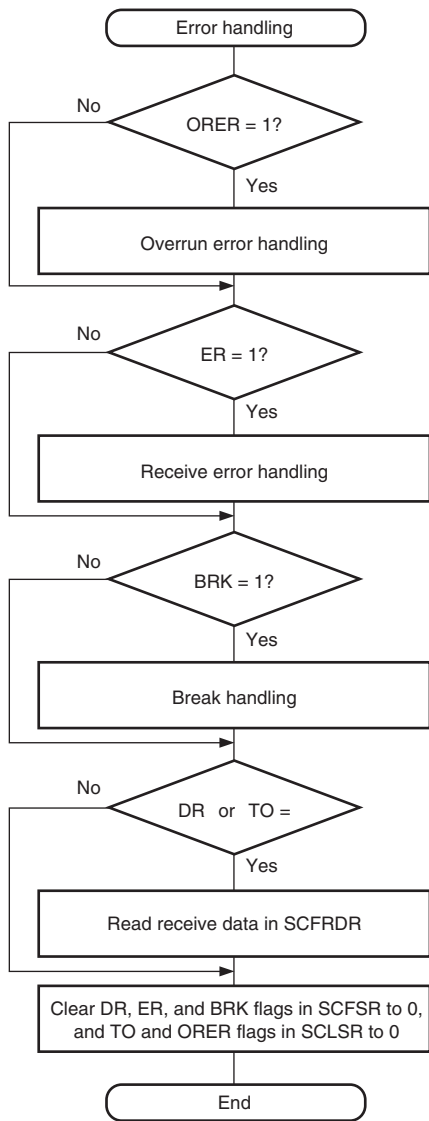 Error handling
No
ORER = 1?
Yes
Overrun error handling
No
ER = 1?
Yes
Receive error handling
No
BRK = 1?
Yes
Break handling
No
DR or TO =
Yes
Read receive data in SCFRDR
Clear DR, ER, and BRK flags in SCFSR to 0,
and TO and ORER flags in SCLSR to 0
End